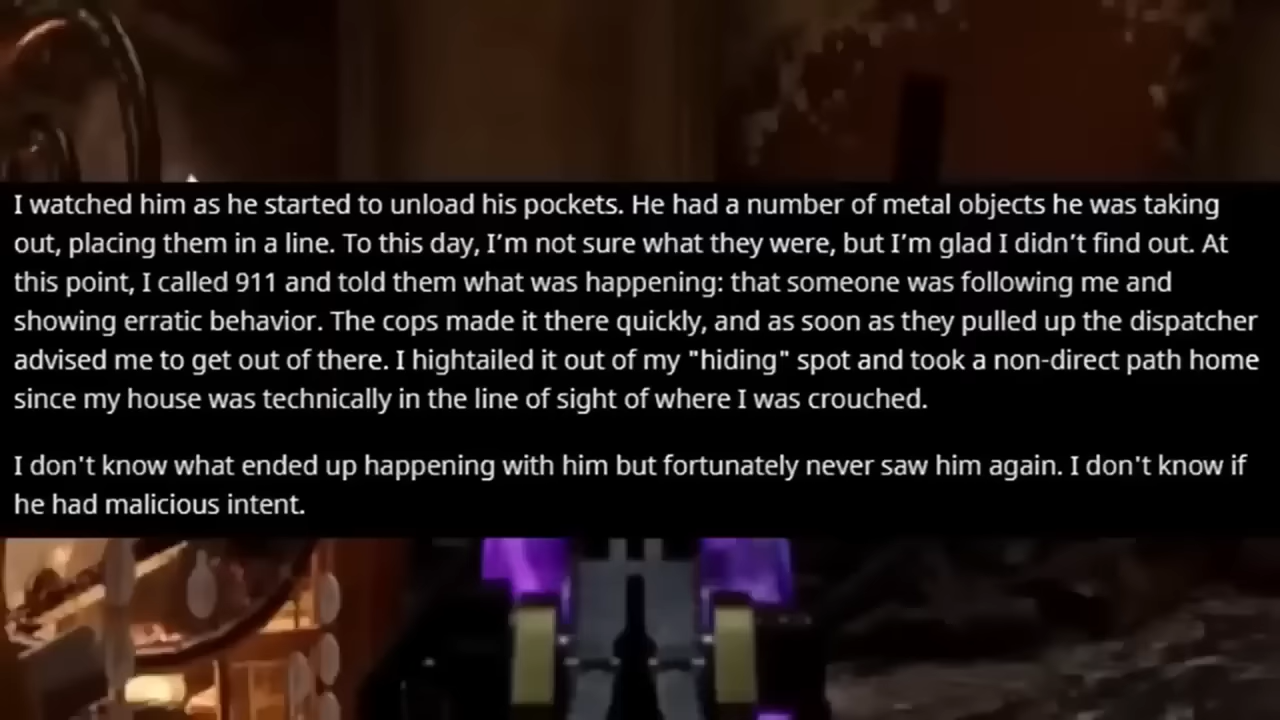 I watched him as he started to unload his pockets. He had a number of metal objects he was taking
out, placing them in a line. To this day, I’m not sure what they were, but I’m glad I didn’t find out. At
this point, I called 911 and told them what was happening: that someone was following me and
showing erratic behavior. The cops made it there quickly, and as soon as they pulled up the dispatcher
advised me to get out of there. I hightailed it out of my "hiding" spot and took a non-direct path home
since my house was technically in the line of sight of where I was crouched.
I don't know what ended up happening with him but fortunately never saw him again. I don't know if
he had malicious intent.